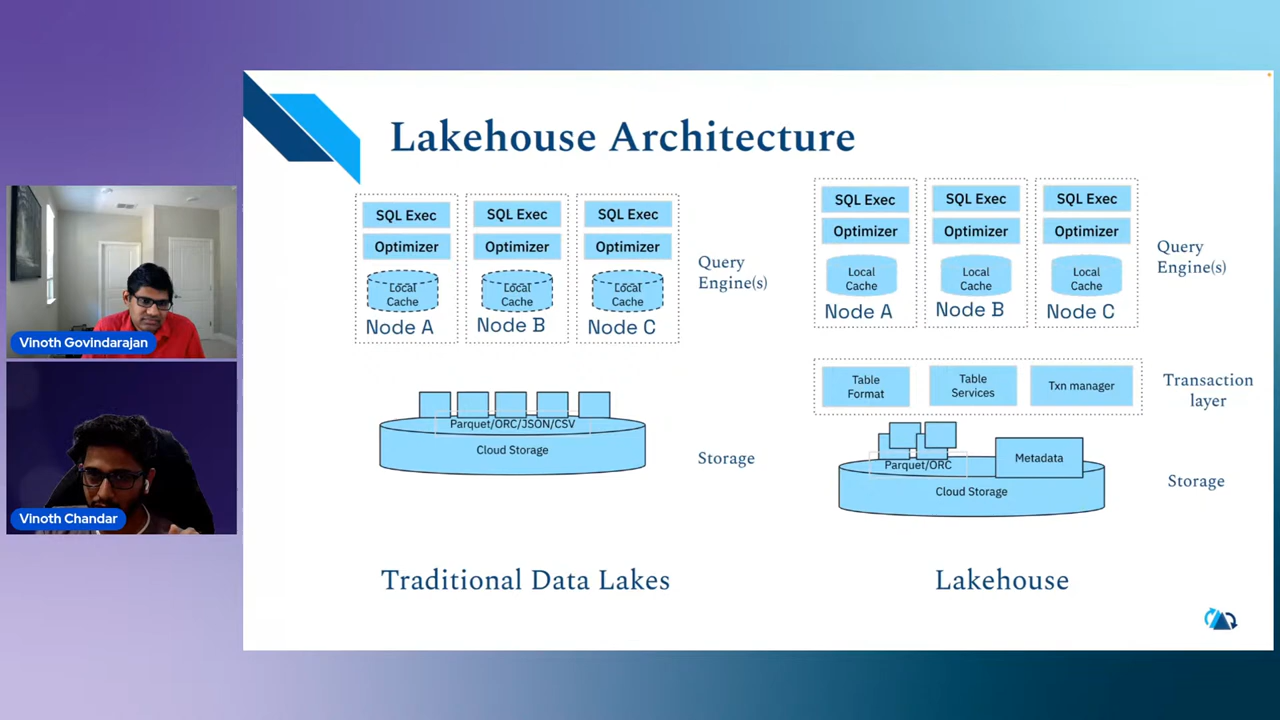 Lakehouse Architecture
SQL Exec
Optimizer
Local
Cache
Node A
SQL Exec
Optimizer
Local
Cache
Node B
SQL Exec
Optimizer
Local
Cache
Node C
Query
Engine(s)
Parquet/ORC/JSON/CSV
Cloud Storage
Storage
Traditional Data Lakes
SQL Exec
Optimizer
Local
Cache
Node A
SQL Exec
Optimizer
Local
Cache
Node B
SQL Exec
Optimizer
Local
Cache
Node C
Query
Engine(s)
Table
Format
Table
Services
Txn manager
Transaction
layer
Parquet/ORC
Metadata
Cloud Storage
Storage
Lakehouse
Vinoth Govindarajan
Vinoth Chandar